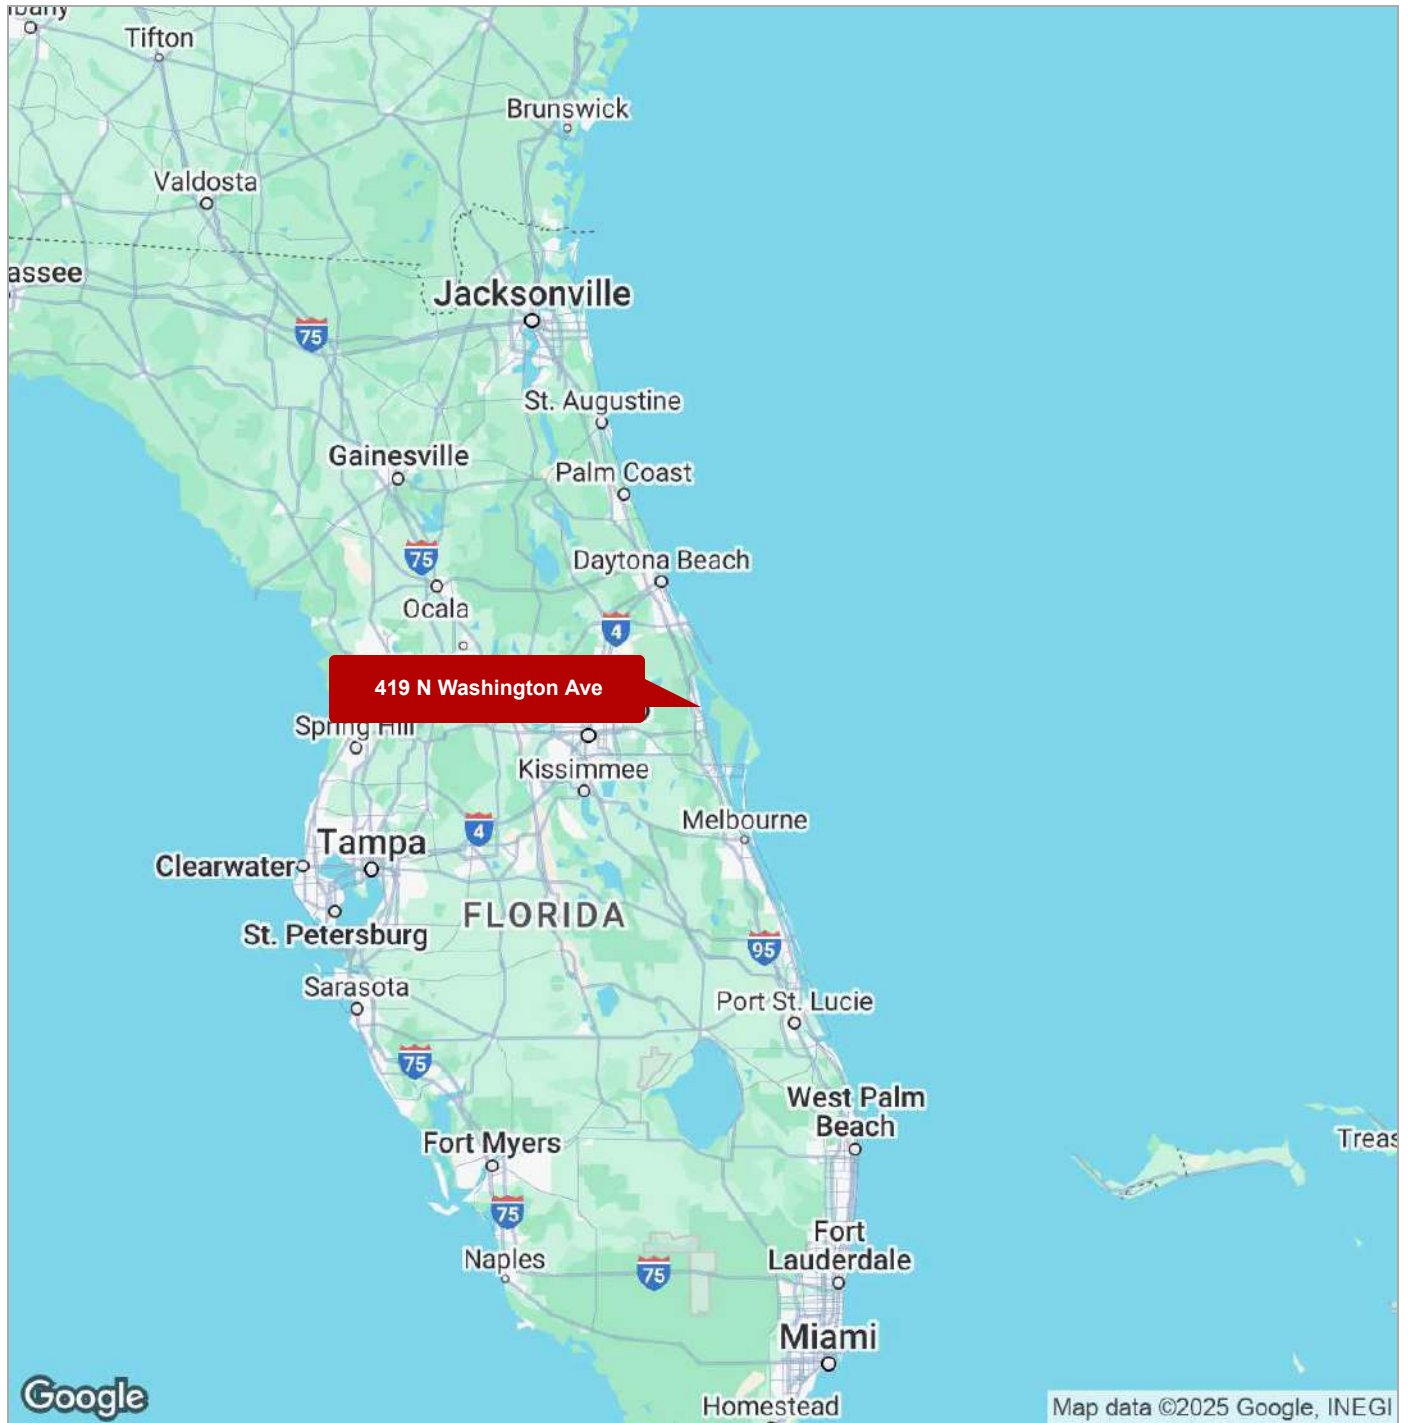 Tifton
Brunswick
Valdosta
assee
Jacksonville
75
St. Augustine
Gainesville
Palm Coast
75
Daytona Beach
Ocala
4
419 N Washington Ave
Spring Hill
Kissimmee
Melbourne
4
Tampa
Clearwater
FLORIDA
St. Petersburg
95
Sarasota
Port St. Lucie
75
West Palm
Beach
Treas
Fort Myers
75
Fort
Lauderdale
Naples
75
Miami
Google
Homestead
Map data ©2025 Google, INEGI